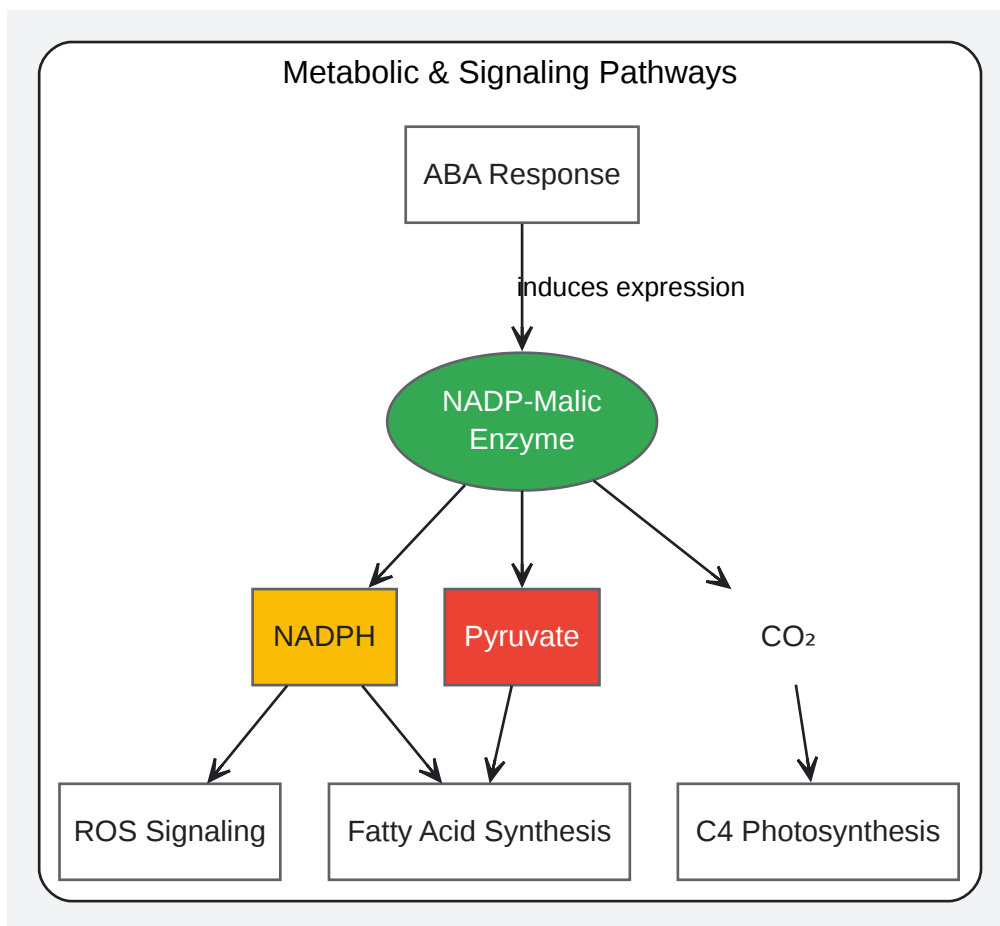 Metabolic & Signaling Pathways
ABA Response
induces expression
NADP-Malic
Enzyme
NADPH
Pyruvate
CO₂
ROS Signaling
Fatty Acid Synthesis
C4 Photosynthesis